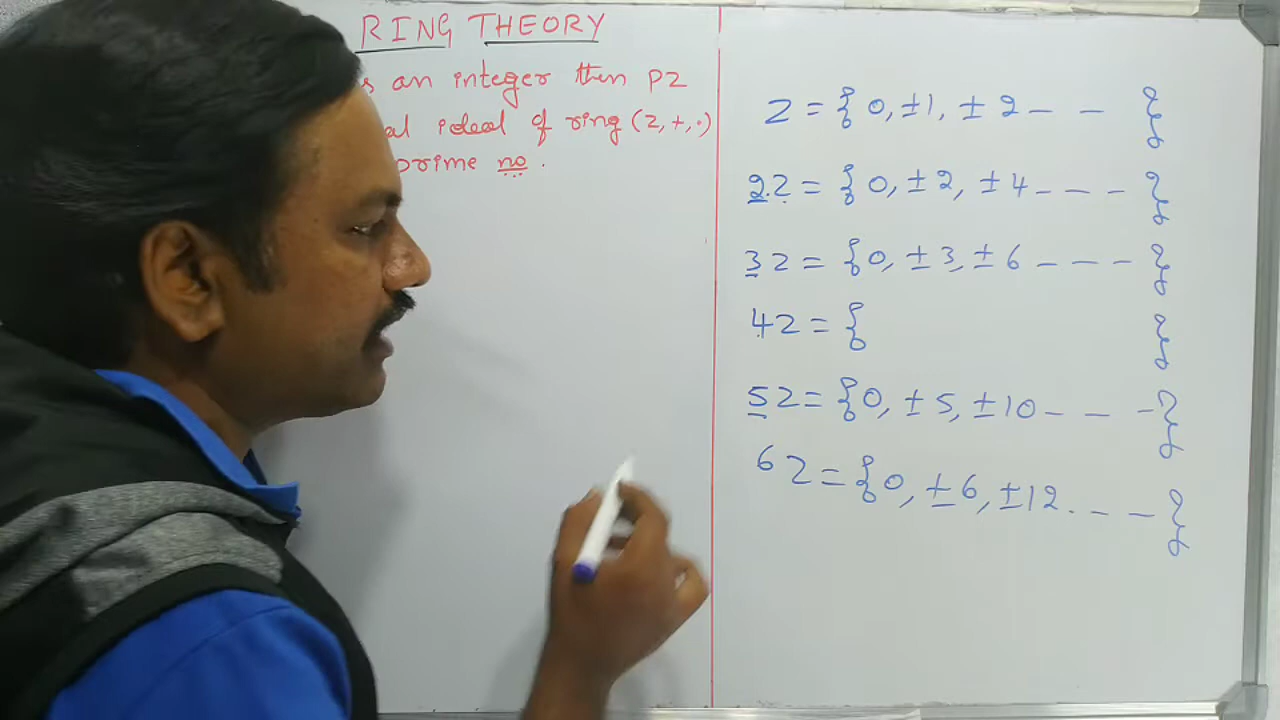 RING THEORY
s an integer then PZ
al ideal of ring (Z, +, ·)
prime no.
Z = { 0, ±1, ± 2 - -
2Z = { 0, ± 2, ± 4 - - -
3Z = { 0, ± 3, ± 6 - - -
4Z = {
5Z = { 0, ± 5, ± 10 - - -
6Z = { 0, ± 6, ± 12 . - -